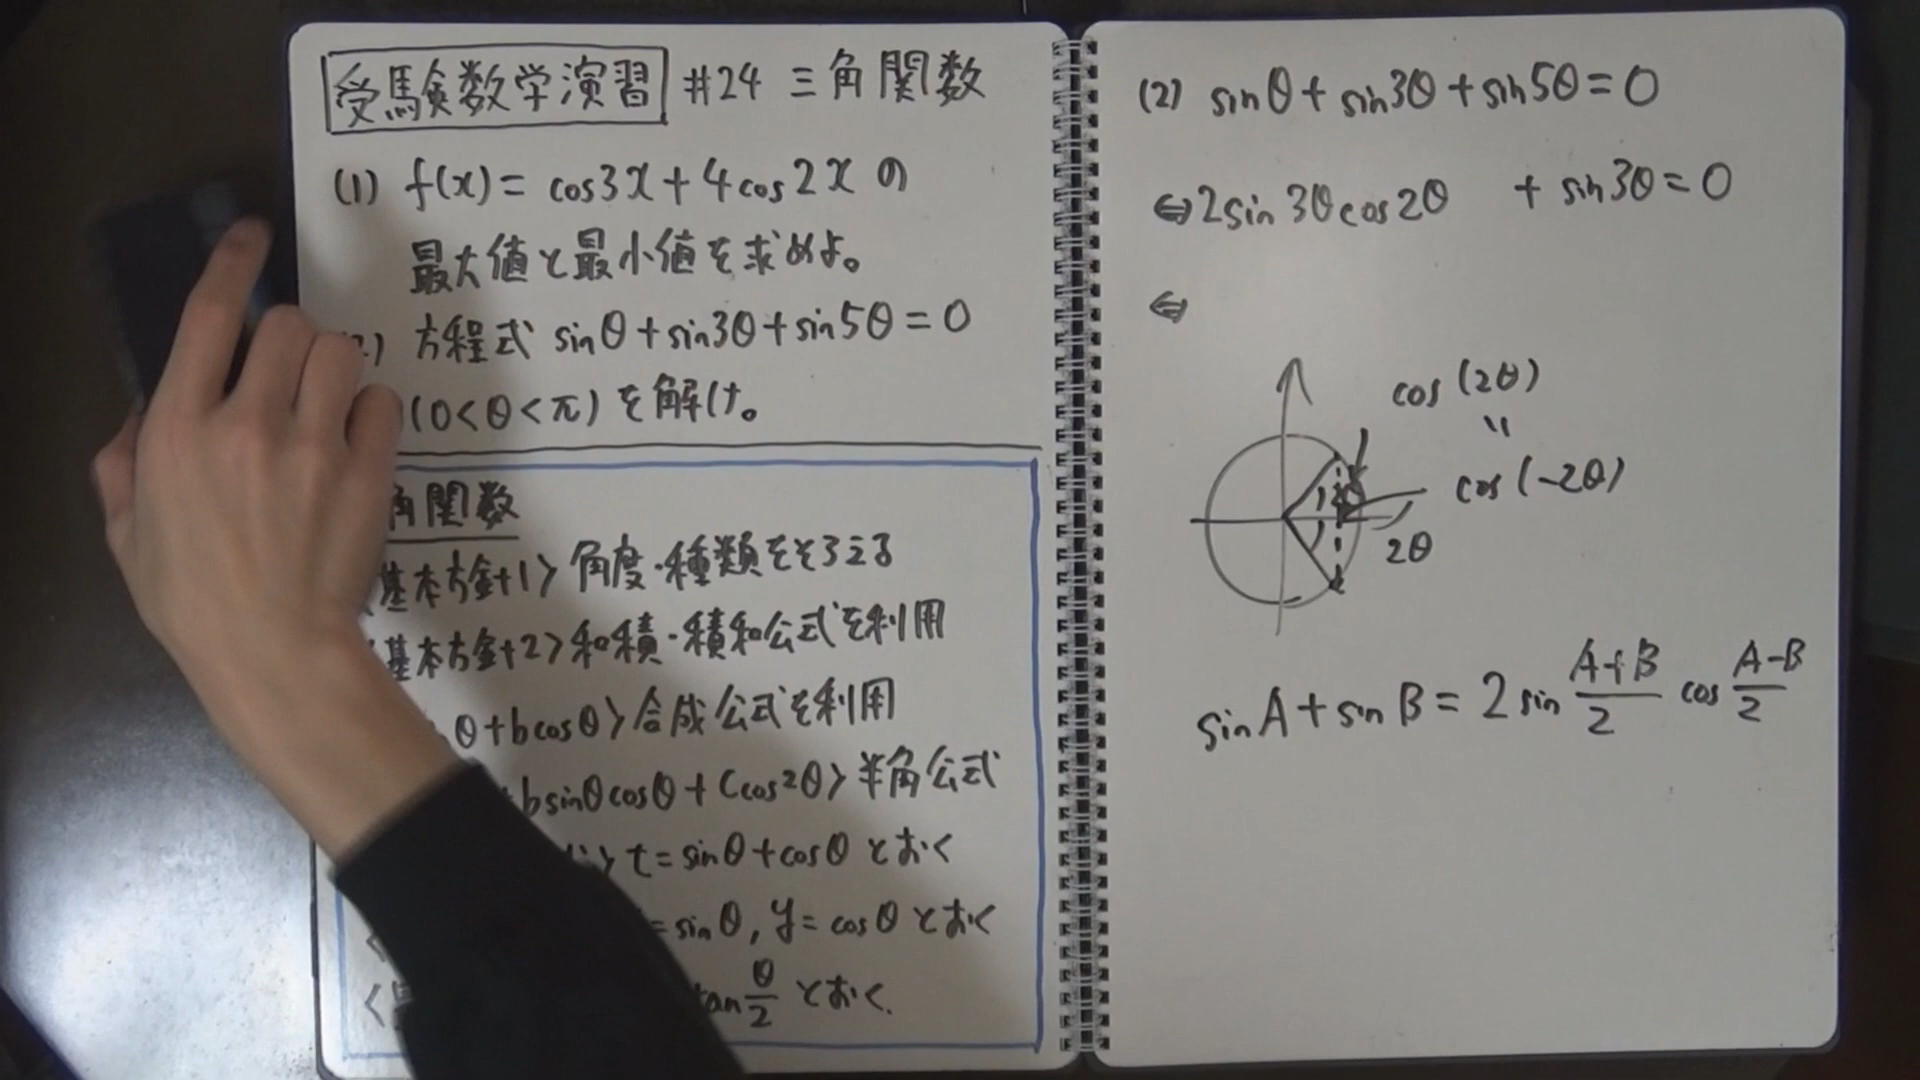 受験数学演習 #24 三角関数
(1) f(x) = cos3x + 4cos2x の
最大値と最小値を求めよ。
2) 方程式 sinθ + sin3θ + sin5θ = 0
(0 < θ < π) を解け。
角関数
基本方針1> 角度・種類をそろえる
基本方針2> 和積・積和公式を利用
θ+bcosθ> 合成公式を利用
+bsinθcosθ+Ccos²θ> 半角公式
> t = sinθ + cosθ とおく
= sinθ, y = cosθ とおく
tan θ/2 とおく.
(2) sinθ + sin3θ + sin5θ = 0
⇔ 2sin3θcos2θ + sin3θ = 0
⇔
cos(2θ)
"
cos(-2θ)
2θ
sinA + sinB = 2 sin A+B/2 cos A-B/2